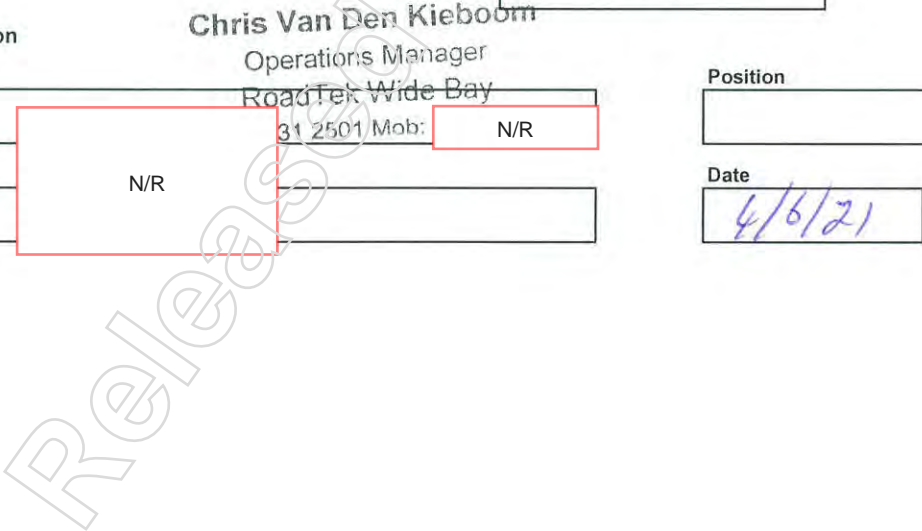 on
Chris Van Den Kieboom
Operations Manager
RoadTek Wide Bay
31 2501 Mob:
N/R
N/R
Position
Date
4/6/21
Released